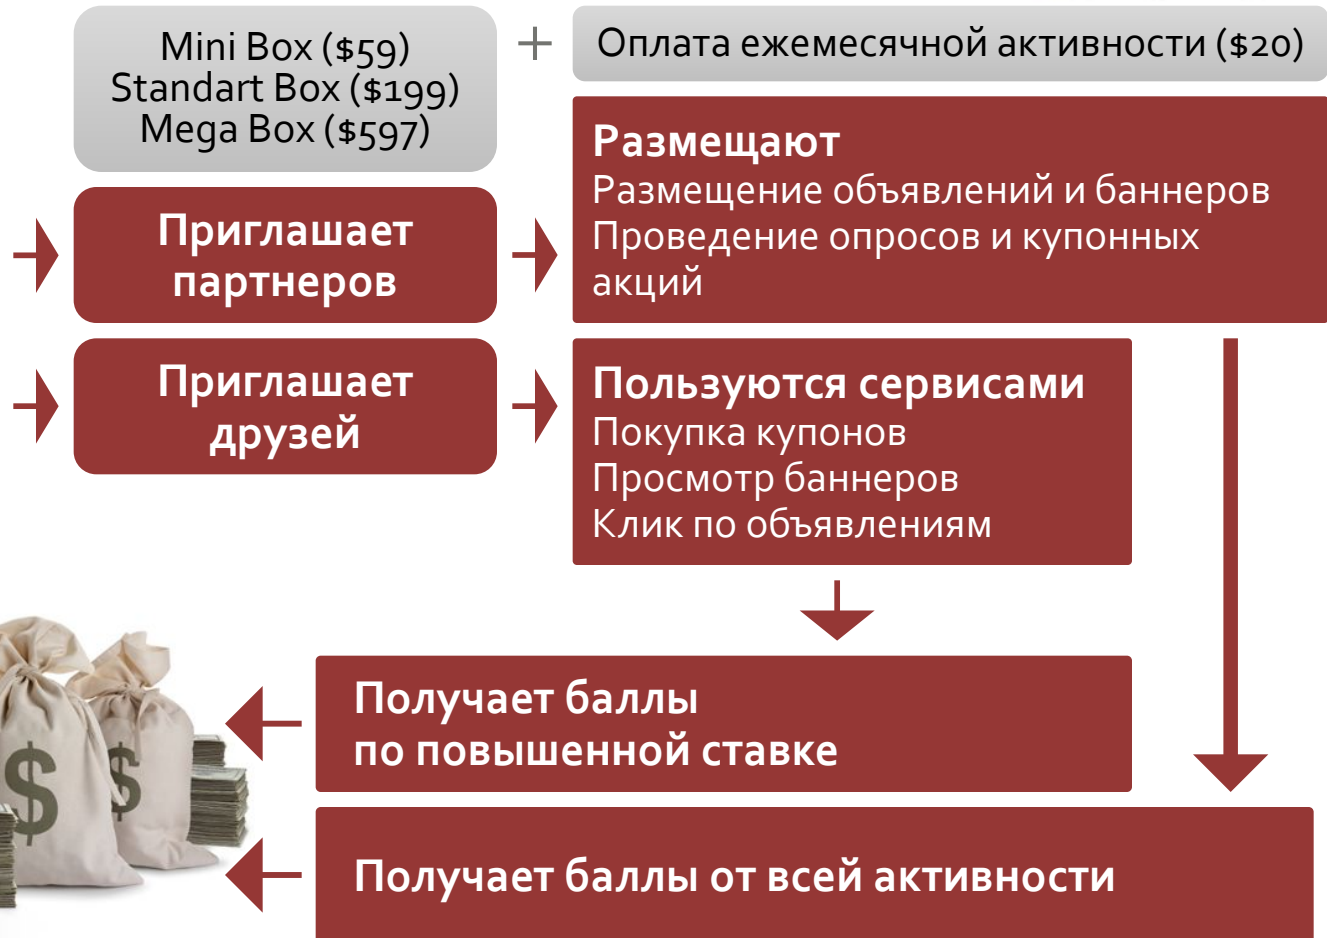 Mini Box ($59)
Standart Box ($199)
Mega Box ($597)
+
Оплата ежемесячной активности ($20)
Размещают
Размещение объявлений и баннеров
Проведение опросов и купонных
акций
Приглашает
партнеров
Приглашает
друзей
Пользуются сервисами
Покупка купонов
Просмотр баннеров
Клик по объявлениям
Получает баллы
по повышенной ставке
Получает баллы от всей активности
$
$